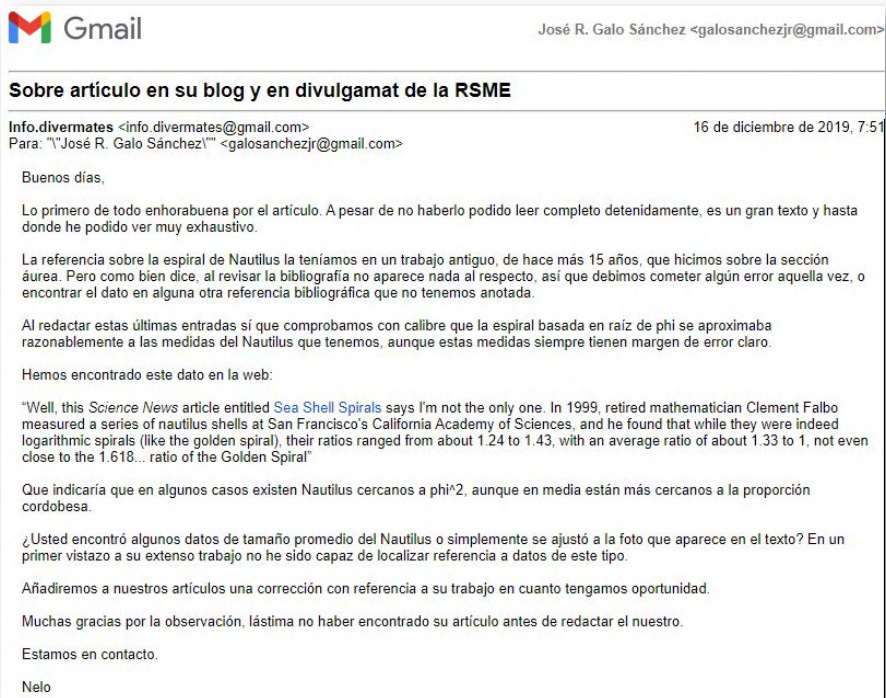 Gmail
José R. Galo Sánchez <galosanchezjr@gmail.com>
Sobre artículo en su blog y en divulgamat de la RSME
Info.divermates <info.divermates@gmail.com>
16 de diciembre de 2019, 7:51
Para: "\"José R. Galo Sánchez\"" <galosanchezjr@gmail.com>
Buenos días,
Lo primero de todo enhorabuena por el artículo. A pesar de no haberlo podido leer completo detenidamente, es un gran texto y hasta
donde he podido ver muy exhaustivo.
La referencia sobre la espiral de Nautilus la teníamos en un trabajo antiguo, de hace más 15 años, que hicimos sobre la sección
áurea. Pero como bien dice, al revisar la bibliografía no aparece nada al respecto, así que debimos cometer algún error aquella vez, o
encontrar el dato en alguna otra referencia bibliográfica que no tenemos anotada.
Al redactar estas últimas entradas sí que comprobamos con calibre que la espiral basada en raíz de phi se aproximaba
razonablemente a las medidas del Nautilus que tenemos, aunque estas medidas siempre tienen margen de error claro.
Hemos encontrado este dato en la web:
“Well, this Science News article entitled Sea Shell Spirals says I'm not the only one. In 1999, retired mathematician Clement Falbo
measured a series of nautilus shells at San Francisco's California Academy of Sciences, and he found that while they were indeed
logarithmic spirals (like the golden spiral), their ratios ranged from about 1.24 to 1.43, with an average ratio of about 1.33 to 1, not even
close to the 1.618... ratio of the Golden Spiral”
Que indicaría que en algunos casos existen Nautilus cercanos a phi^2, aunque en media están más cercanos a la proporción
cordobesa.
¿Usted encontró algunos datos de tamaño promedio del Nautilus o simplemente se ajustó a la foto que aparece en el texto? En un
primer vistazo a su extenso trabajo no he sido capaz de localizar referencia a datos de este tipo.
Añadiremos a nuestros artículos una corrección con referencia a su trabajo en cuanto tengamos oportunidad.
Muchas gracias por la observación, lástima no haber encontrado su artículo antes de redactar el nuestro.
Estamos en contacto.
Nelo